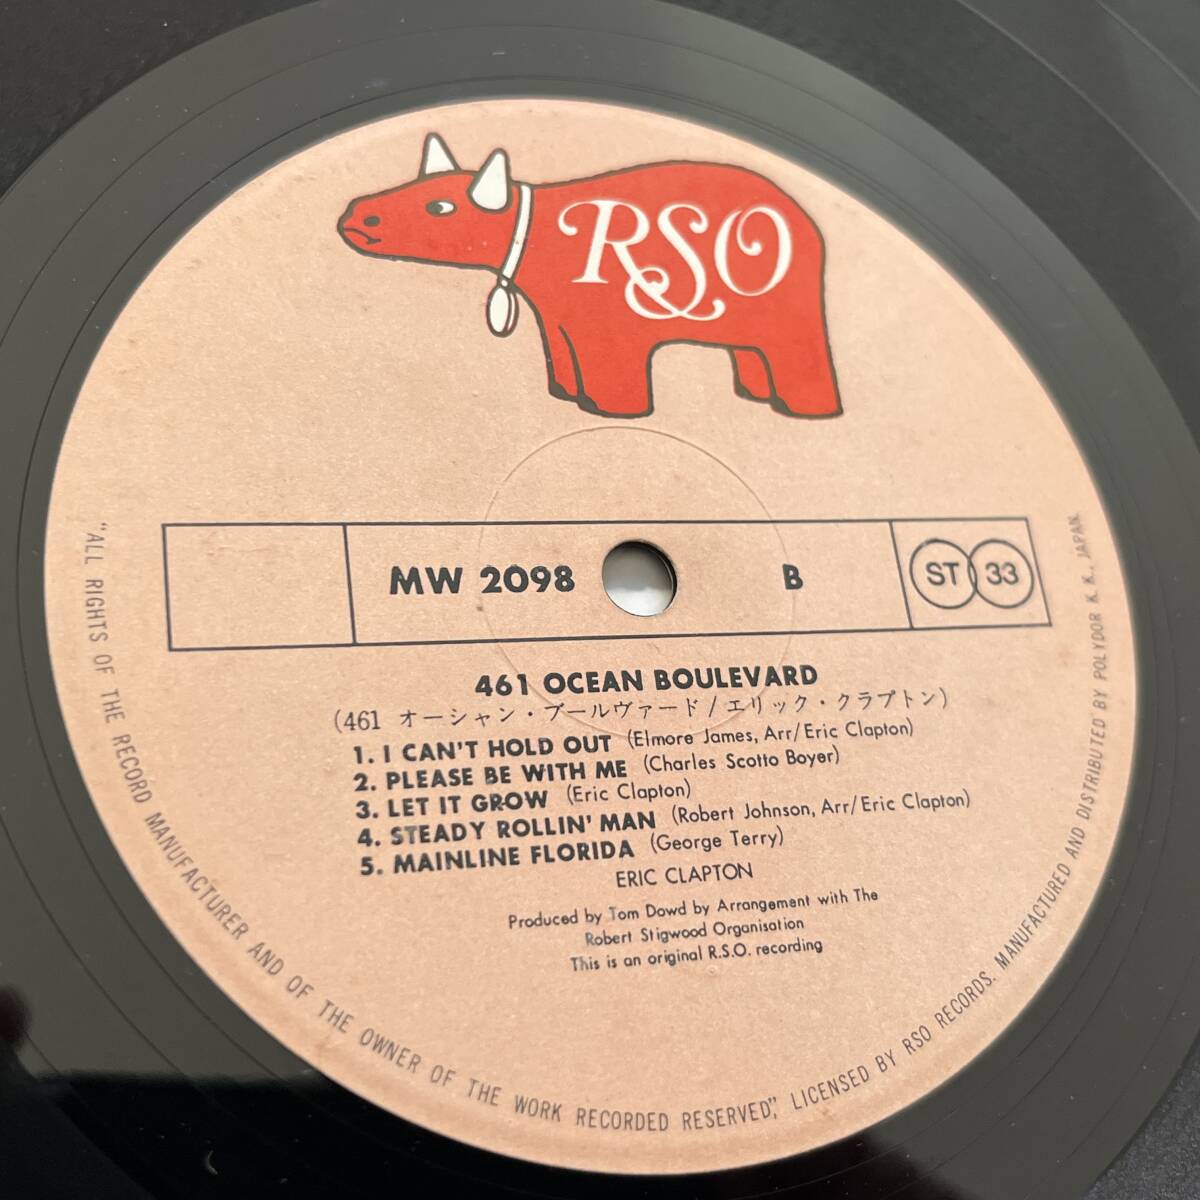 RSO
MW 2098 B ST 33
461 OCEAN BOULEVARD
(461 オーシャン・ブールヴァード/エリック・クラプトン)
1. I CAN'T HOLD OUT (Elmore James, Arr/Eric Clapton)
2. PLEASE BE WITH ME (Charles Scotto Boyer)
3. LET IT GROW (Eric Clapton)
4. STEADY ROLLIN' MAN (Robert Johnson, Arr/Eric Clapton)
5. MAINLINE FLORIDA (George Terry)
ERIC CLAPTON
Produced by Tom Dowd by Arrangement with The
Robert Stigwood Organisation
This is an original R.S.O. recording
"ALL RIGHTS OF THE RECORD MANUFACTURER AND OF THE OWNER OF THE WORK RECORDED RESERVED", LICENSED BY RSO RECORDS. MANUFACTURED AND DISTRIBUTED BY POLYDOR K. K., JAPAN.